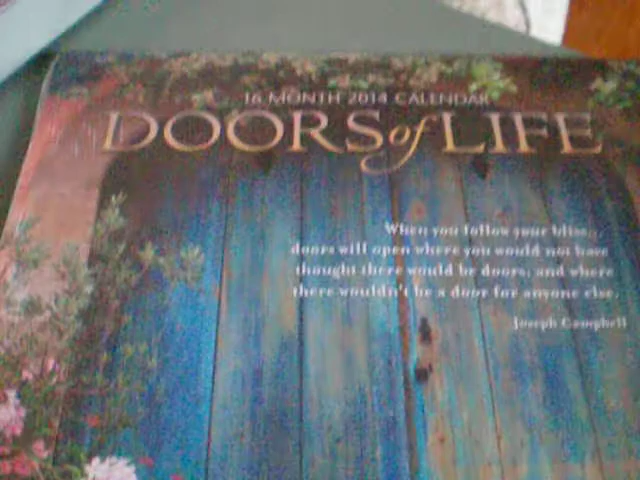 16 MONTH 2014 CALENDAR
DOORS of LIFE
When you follow your bliss...
doors will open where you would not have
thought there would be doors; and where
there wouldn't be a door for anyone else.
Joseph Campbell